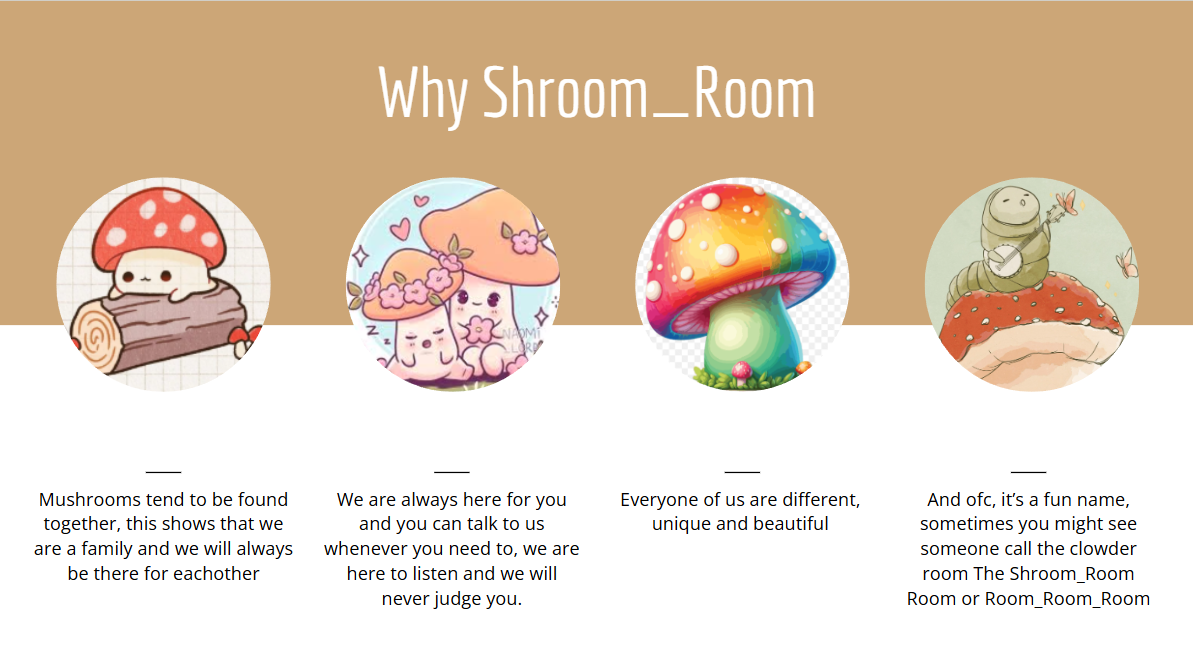 Why Shroom_Room
Mushrooms tend to be found
together, this shows that we
are a family and we will always
be there for eachother
We are always here for you
and you can talk to us
whenever you need to, we are
here to listen and we will
never judge you.
Everyone of us are different,
unique and beautiful
And ofc, it’s a fun name,
sometimes you might see
someone call the clowder
room The Shroom_Room
Room or Room_Room_Room
NAOMI